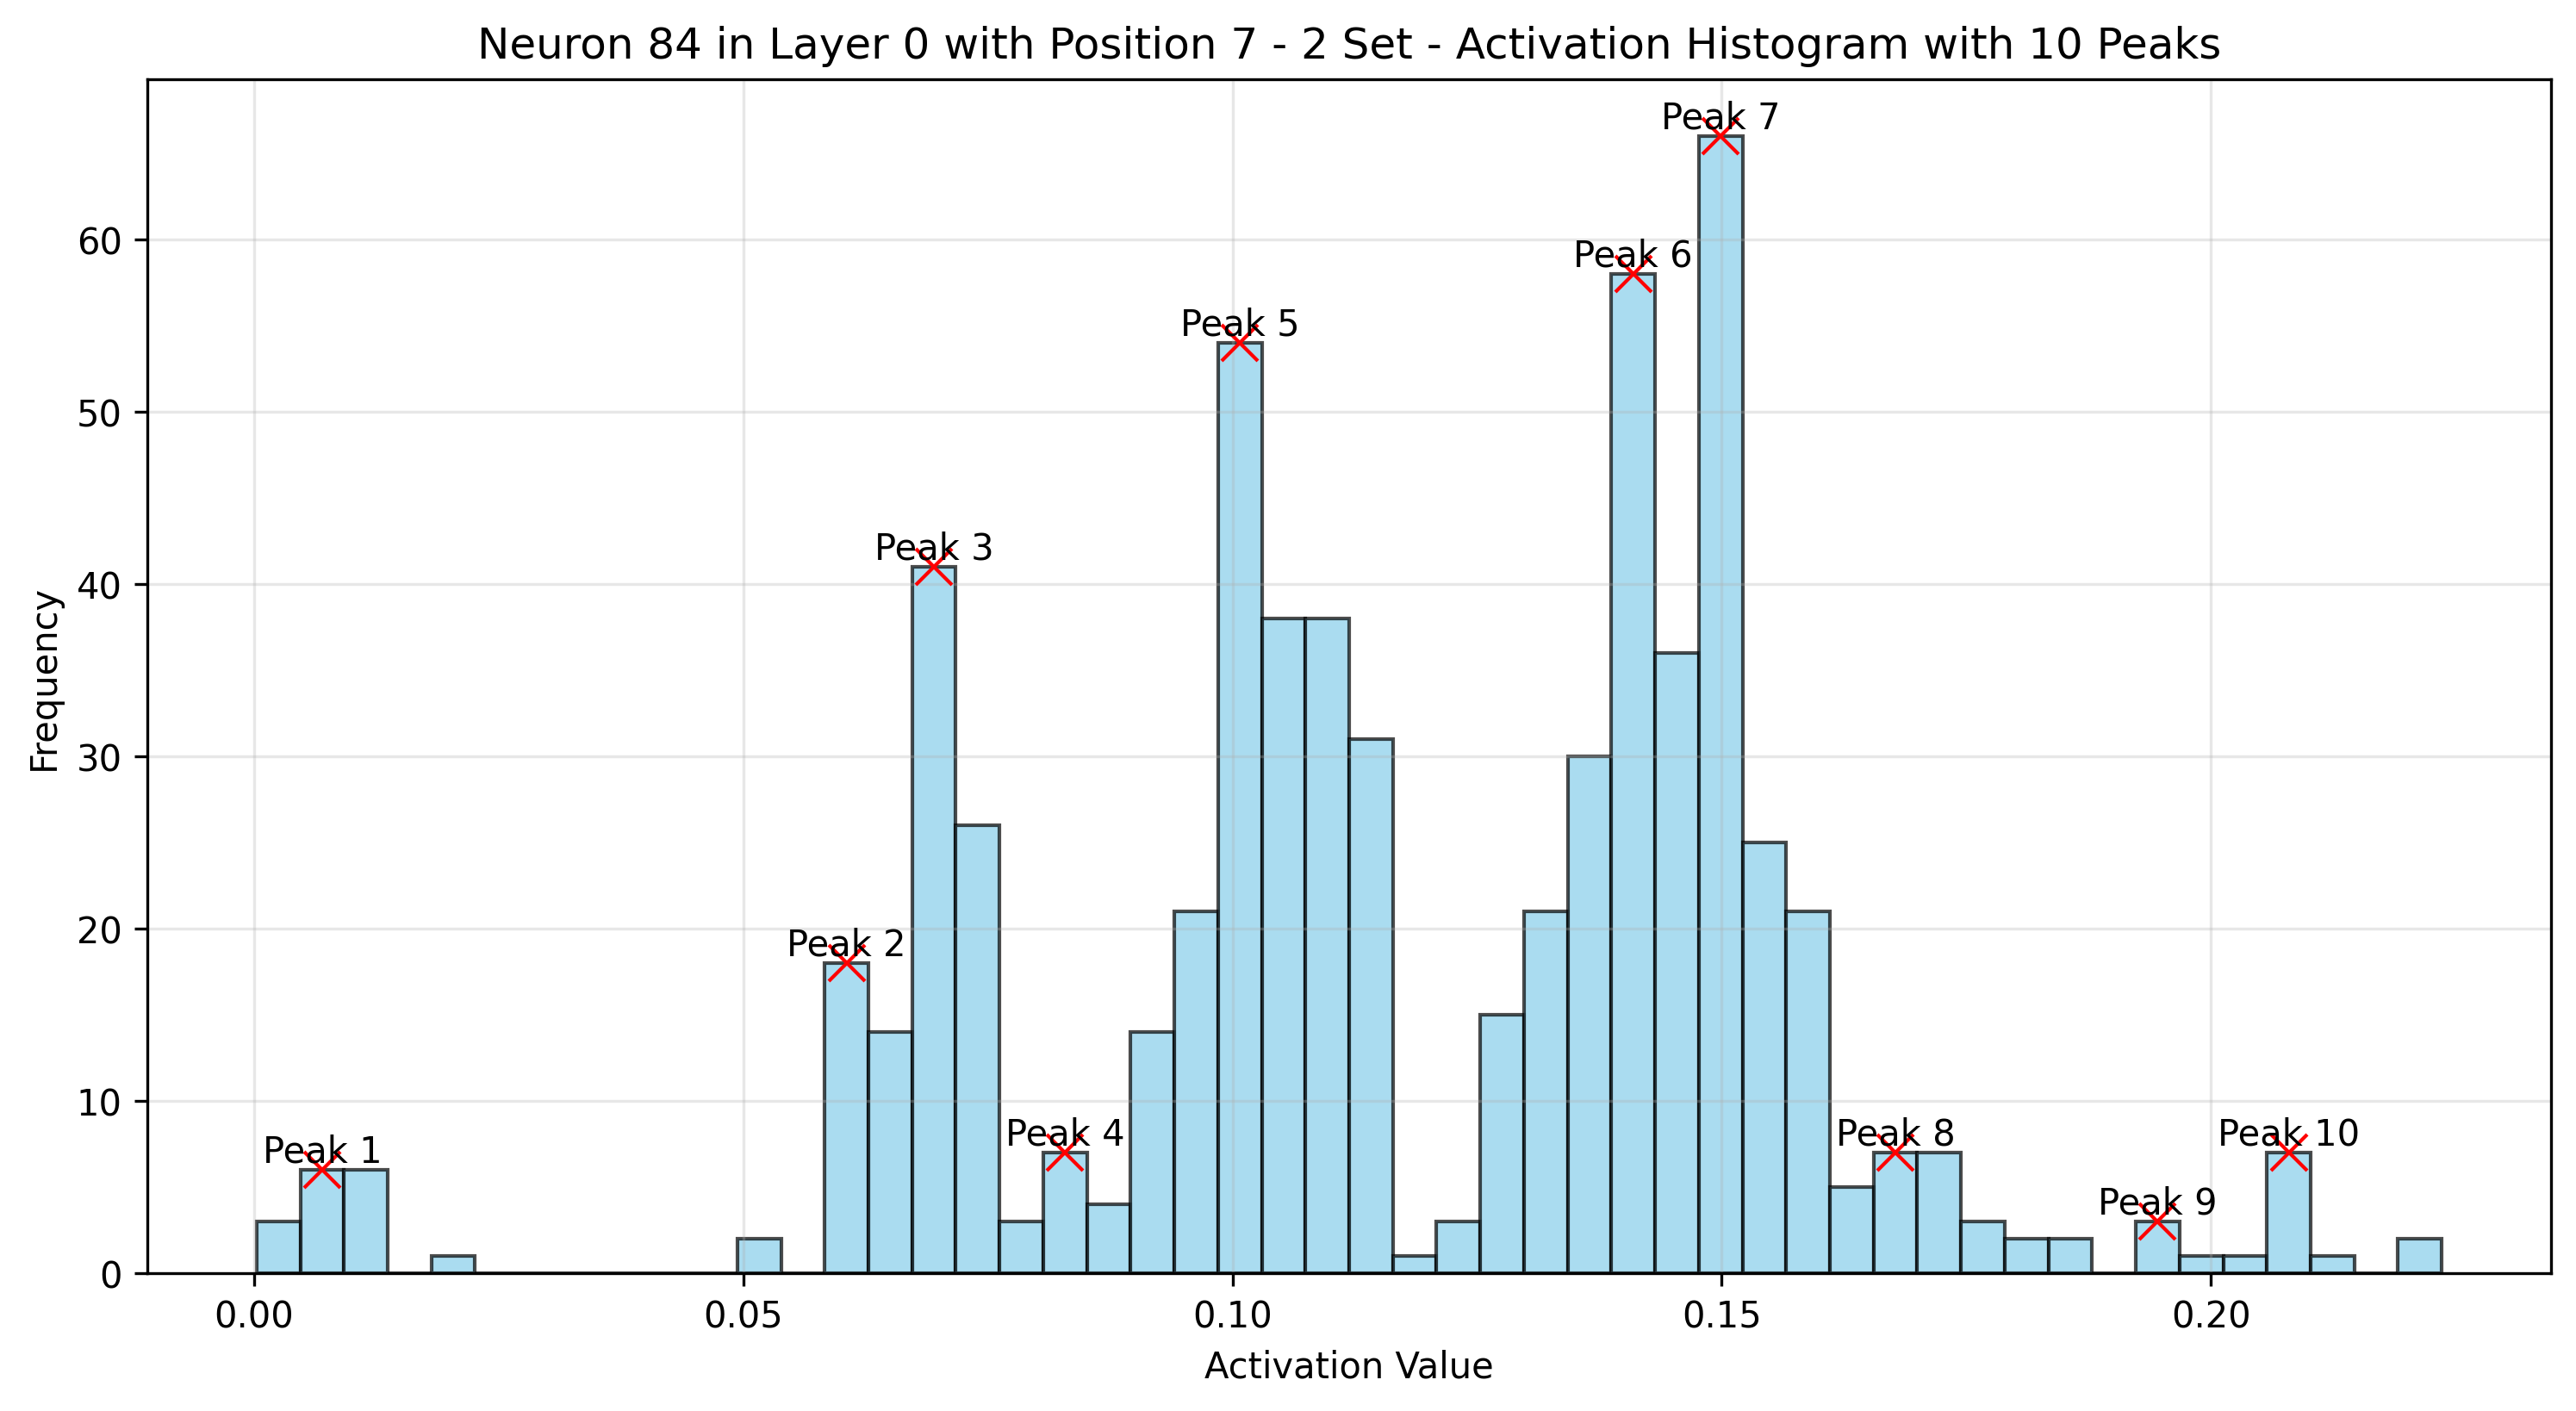 Neuron 84 in Layer 0 with Position 7 - 2 Set - Activation Histogram with 10 Peaks
Peak 7
Peak 6
Peak 5
Peak 3
Peak 2
Peak 1
Peak 4
Peak 8
Peak 9
Peak 10
Frequency
60
50
40
30
20
10
0
0.00 0.05 0.10 0.15 0.20
Activation Value